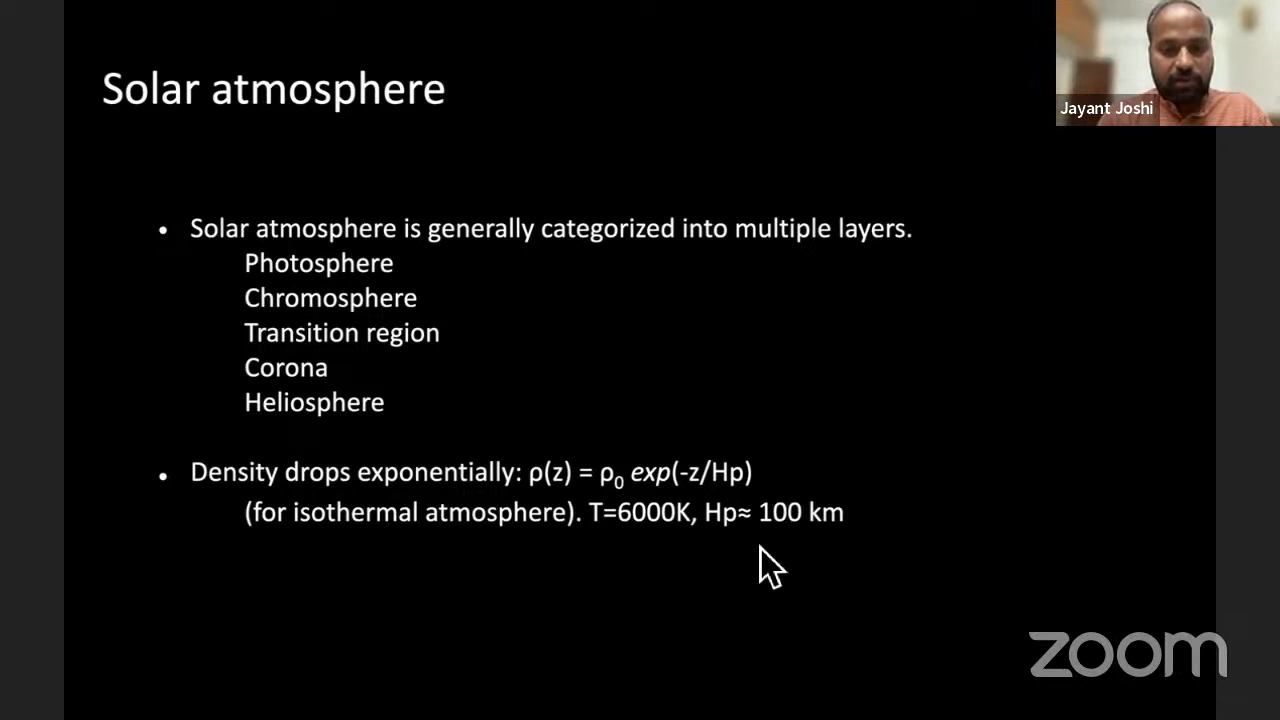 Solar atmosphere
Jayant Joshi
• Solar atmosphere is generally categorized into multiple layers.
Photosphere
Chromosphere
Transition region
Corona
Heliosphere
• Density drops exponentially: ρ(z) = ρ₀ exp(-z/Hp)
(for isothermal atmosphere). T=6000K, Hp≈ 100 km
zoom